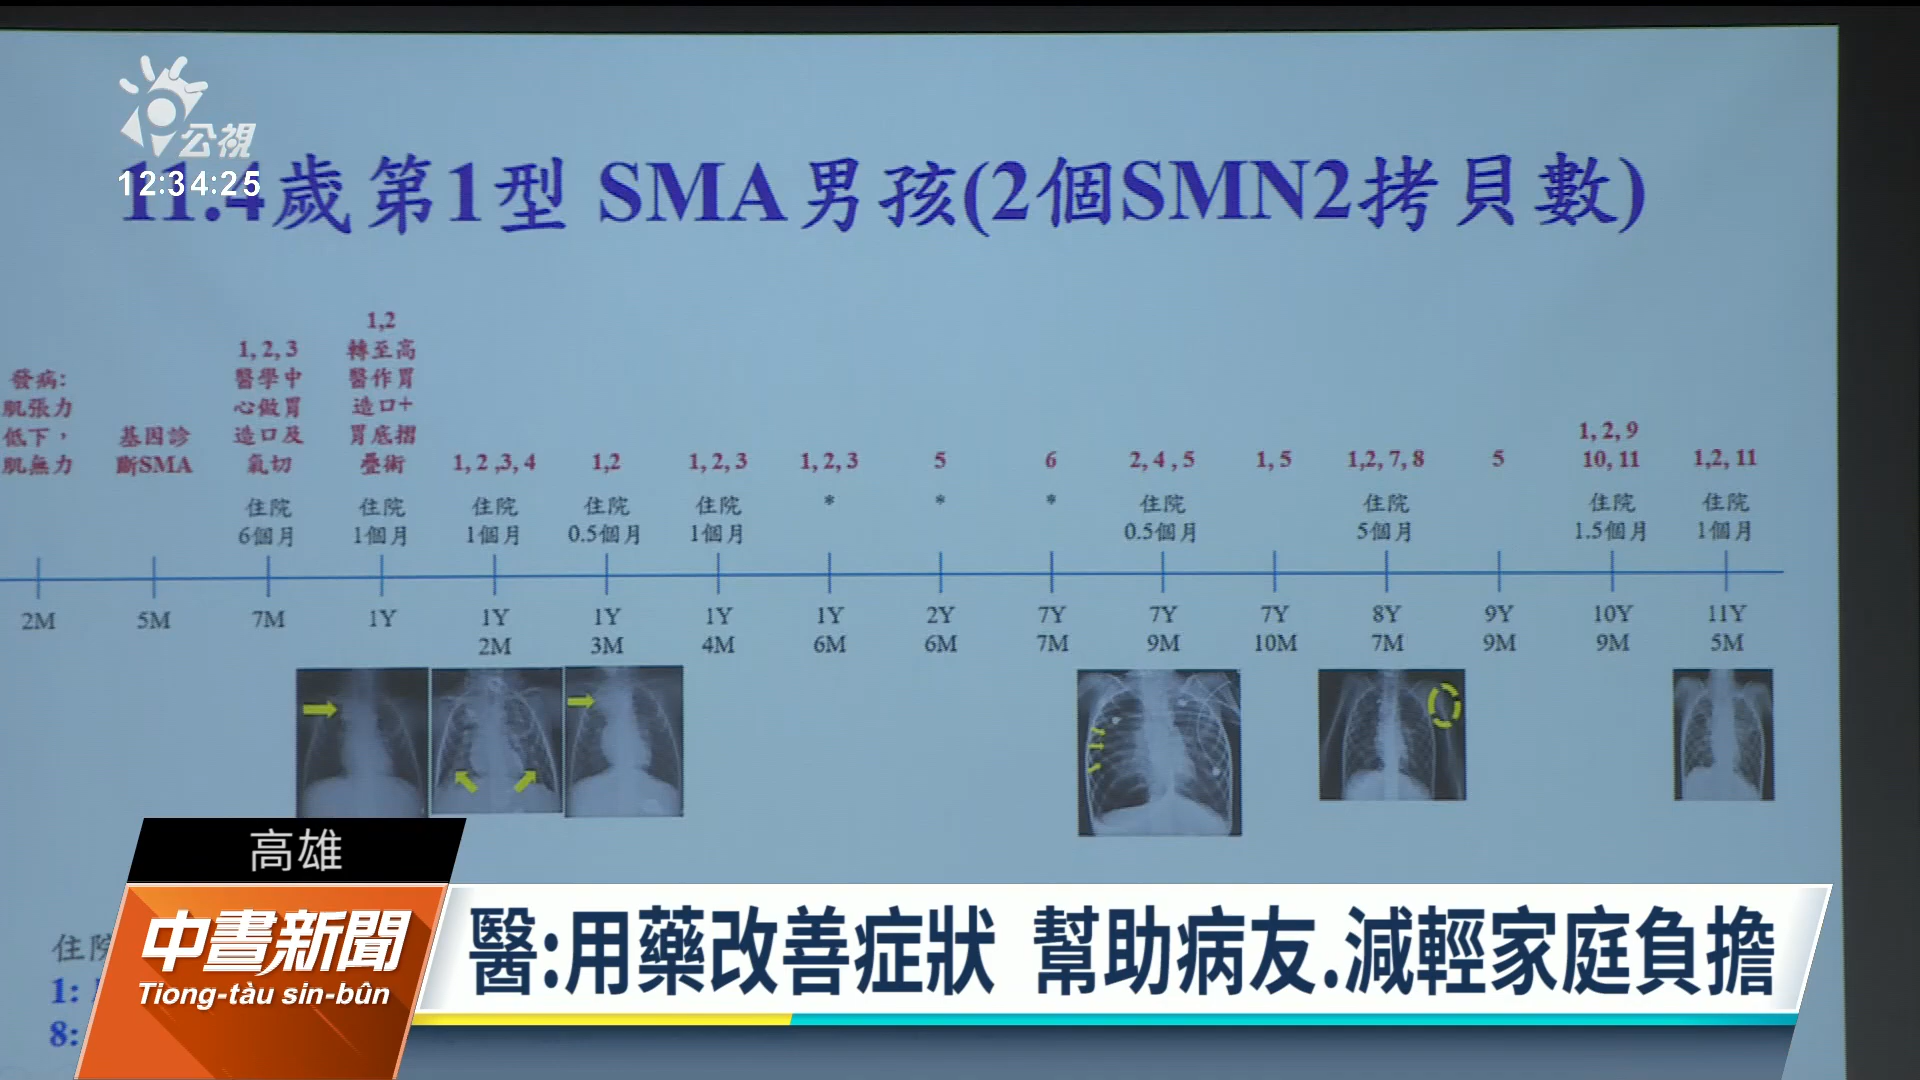 公視
12:34:25
11.4歲第1型 SMA男孩(2個SMN2拷貝數)
發病:
肌張力
低下，
肌無力
基因診
斷SMA
1, 2, 3
醫學中
心做胃
造口及
氣切
1,2
轉至高
醫作胃
造口+
胃底摺
疊術
1, 2 ,3, 4
1,2
1, 2, 3
1, 2, 3
5
6
2, 4 , 5
1, 5
1,2, 7, 8
5
1, 2, 9
10, 11
1,2, 11
住院
6個月
住院
1個月
住院
1個月
住院
0.5個月
住院
1個月
*
*
*
住院
0.5個月
住院
5個月
住院
1.5個月
住院
1個月
2M
5M
7M
1Y
1Y
2M
1Y
3M
1Y
4M
1Y
6M
2Y
6M
7Y
7M
7Y
9M
7Y
10M
8Y
7M
9Y
9M
10Y
9M
11Y
5M
住院
1:
8:
高雄
中晝新聞
Tiong-tàu sin-bûn
醫:用藥改善症狀 幫助病友.減輕家庭負擔